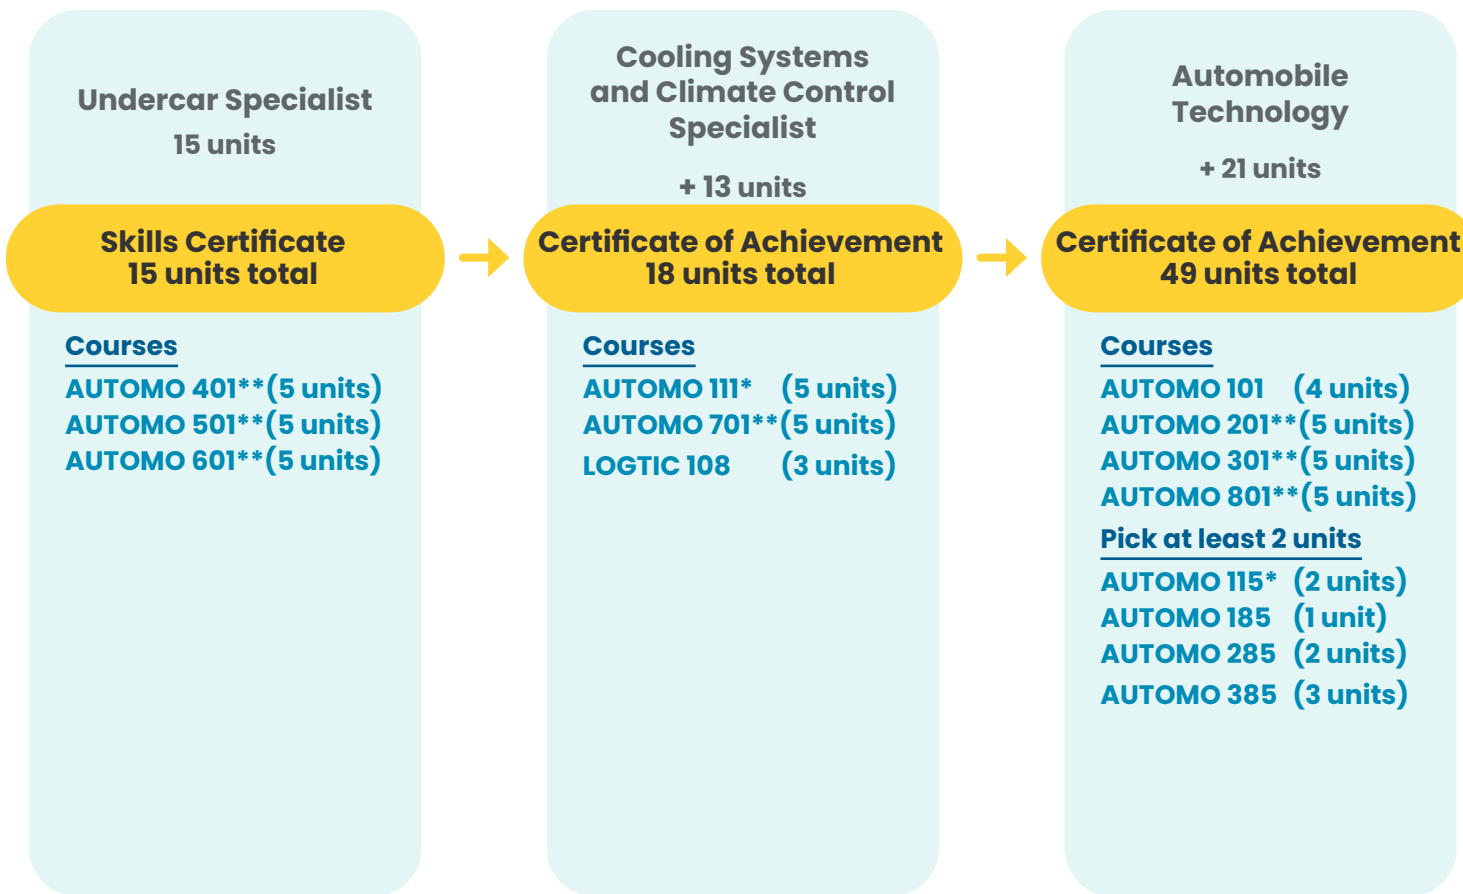 Undercar Specialist
15 units
Skills Certificate
15 units total
Courses
AUTOMO 401**(5 units)
AUTOMO 501**(5 units)
AUTOMO 601**(5 units)
Cooling Systems
and Climate Control
Specialist
+ 13 units
Certificate of Achievement
18 units total
Courses
AUTOMO 111* (5 units)
AUTOMO 701**(5 units)
LOGTIC 108 (3 units)
Automobile
Technology
+ 21 units
Certificate of Achievement
49 units total
Courses
AUTOMO 101 (4 units)
AUTOMO 201**(5 units)
AUTOMO 301**(5 units)
AUTOMO 801**(5 units)
Pick at least 2 units
AUTOMO 115* (2 units)
AUTOMO 185 (1 unit)
AUTOMO 285 (2 units)
AUTOMO 385 (3 units)